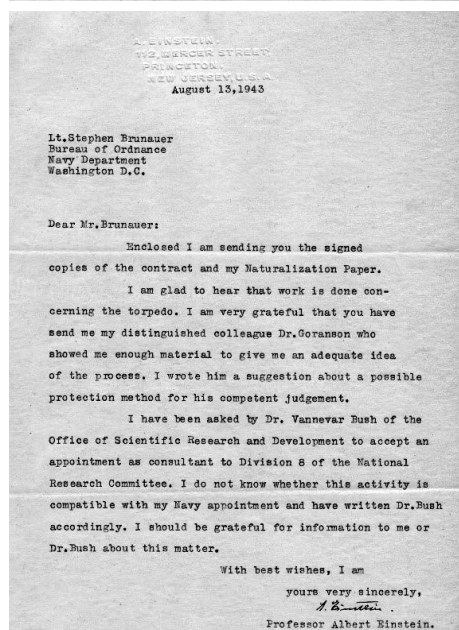 A. EINSTEIN.
112, MERCER STREET.
PRINCETON.
NEW JERSEY, U.S.A.
August 13,1943
Lt.Stephen Brunauer
Bureau of Ordnance
Navy Department
Washington D.C.
Dear Mr.Brunauer:
Enclosed I am sending you the signed
copies of the contract and my Naturalization Paper.
I am glad to hear that work is done con-
cerning the torpedo. I am very grateful that you have
send me my distinguished colleague Dr.Goranson who
showed me enough material to give me an adequate idea
of the process. I wrote him a suggestion about a possible
protection method for his competent judgement.
I have been asked by Dr. Vannevar Bush of the
Office of Scientific Research and Development to accept an
appointment as consultant to Division 8 of the National
Research Committee. I do not know whether this activity is
compatible with my Navy appointment and have written Dr.Bush
accordingly. I should be grateful for information to me or
Dr.Bush about this matter.
With best wishes, I am
yours very sincerely,
A. Einstein.
Professor Albert Einstein.